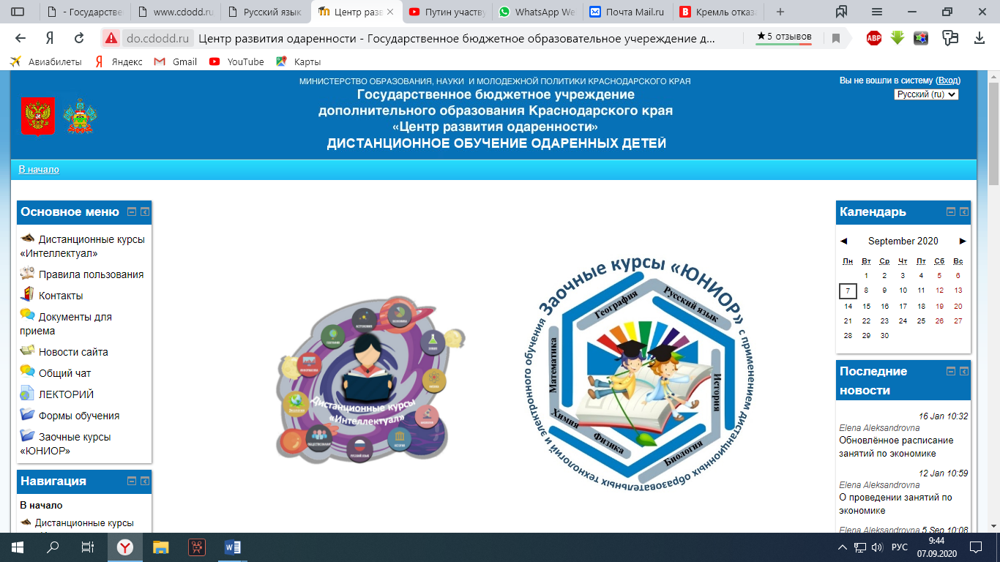 - Государствен
www.cdodd.ru
Русский язык
Центр разв
Путин участву
WhatsApp We
Почта Mail.ru
Кремль отказа
do.cdodd.ru Центр развития одаренности - Государственное бюджетное образовательное учереждение д...
★5 отзывов
ABP
Авиабилеты Яндекс Gmail YouTube Карты
МИНИСТЕРСТВО ОБРАЗОВАНИЯ, НАУКИ И МОЛОДЕЖНОЙ ПОЛИТИКИ КРАСНОДАРСКОГО КРАЯ
Государственное бюджетное учреждение
дополнительного образования Краснодарского края
«Центр развития одаренности»
ДИСТАНЦИОННОЕ ОБУЧЕНИЕ ОДАРЕННЫХ ДЕТЕЙ
Вы не вошли в систему (Вход)
Русский (ru)
В начало
Основное меню
Дистанционные курсы
«Интеллектуал»
Правила пользования
Контакты
Документы для
приема
Новости сайта
Общий чат
ЛЕКТОРИЙ
Формы обучения
Заочные курсы
«ЮНИОР»
Навигация
В начало
Дистанционные курсы
Дистанционные курсы
«Интеллектуал»
РУССКИЙ ЯЗЫК
ИСТОРИЯ
Заочные курсы «ЮНИОР»
с применением дистанционных образовательных технологий и электронного обучения
География
Русский язык
Математика
История
Химия
Физика
Биология
Календарь
◀ September 2020 ▶
Пн Вт Ср Чт Пт Сб Вс
1 2 3 4 5 6
7 8 9 10 11 12 13
14 15 16 17 18 19 20
21 22 23 24 25 26 27
28 29 30
Последние
новости
16 Jan 10:32
Elena Aleksandrovna
Обновлённое расписание
занятий по экономике
12 Jan 10:59
Elena Aleksandrovna
О проведении занятий по
экономике
Elena Aleksandrovna 5 Sep 10:08
РУС
9:44
07.09.2020